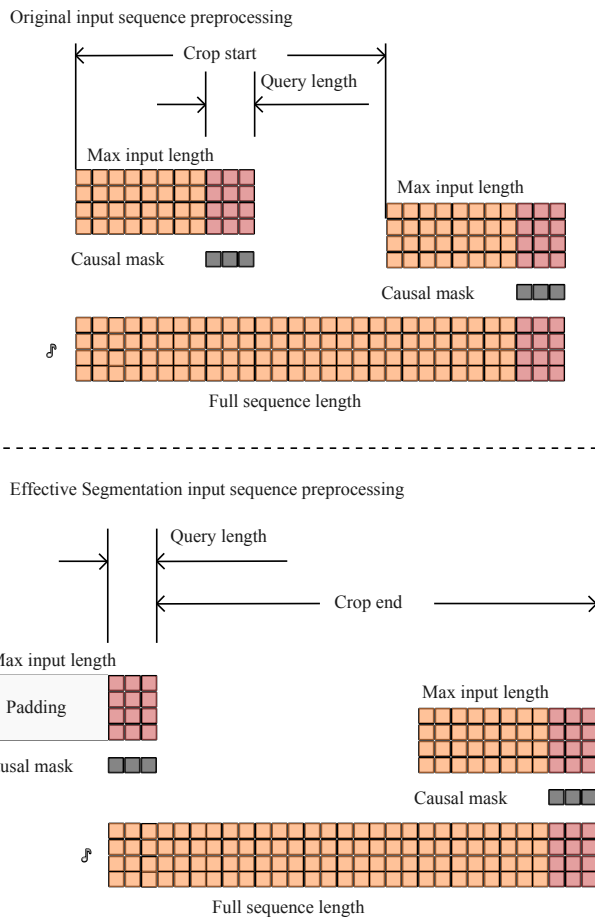 Original input sequence preprocessing
Crop start
Query length
Max input length
Max input length
Causal mask
Causal mask
Full sequence length
Effective Segmentation input sequence preprocessing
Query length
Crop end
Max input length
Max input length
Padding
usal mask
Causal mask
Full sequence length